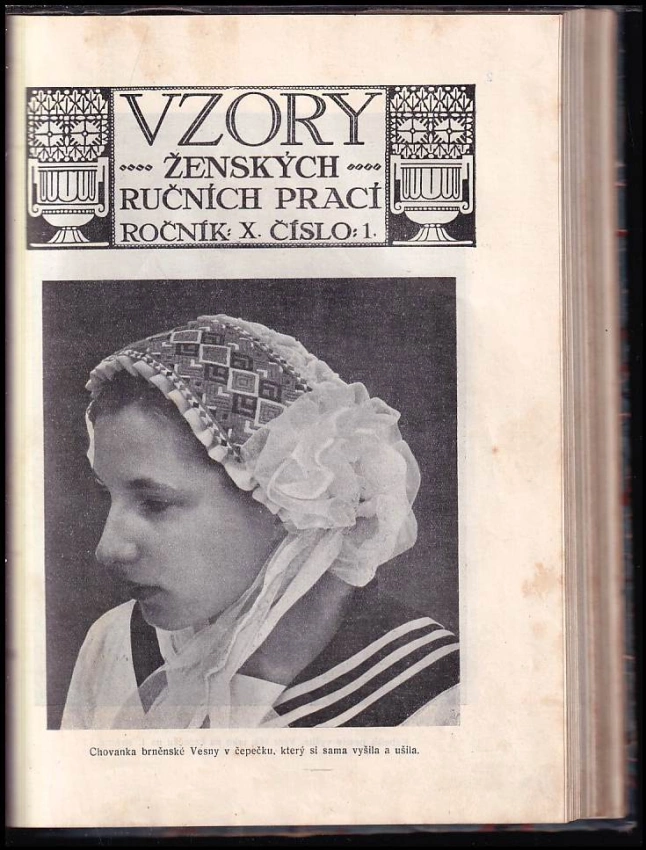 VZORY
ŽENSKÝCH
RUČNÍCH PRACÍ
ROČNÍK: X. ČÍSLO: 1.
Chovanka brněnské Vesny v čepečku, který si sama vyšila a ušila.